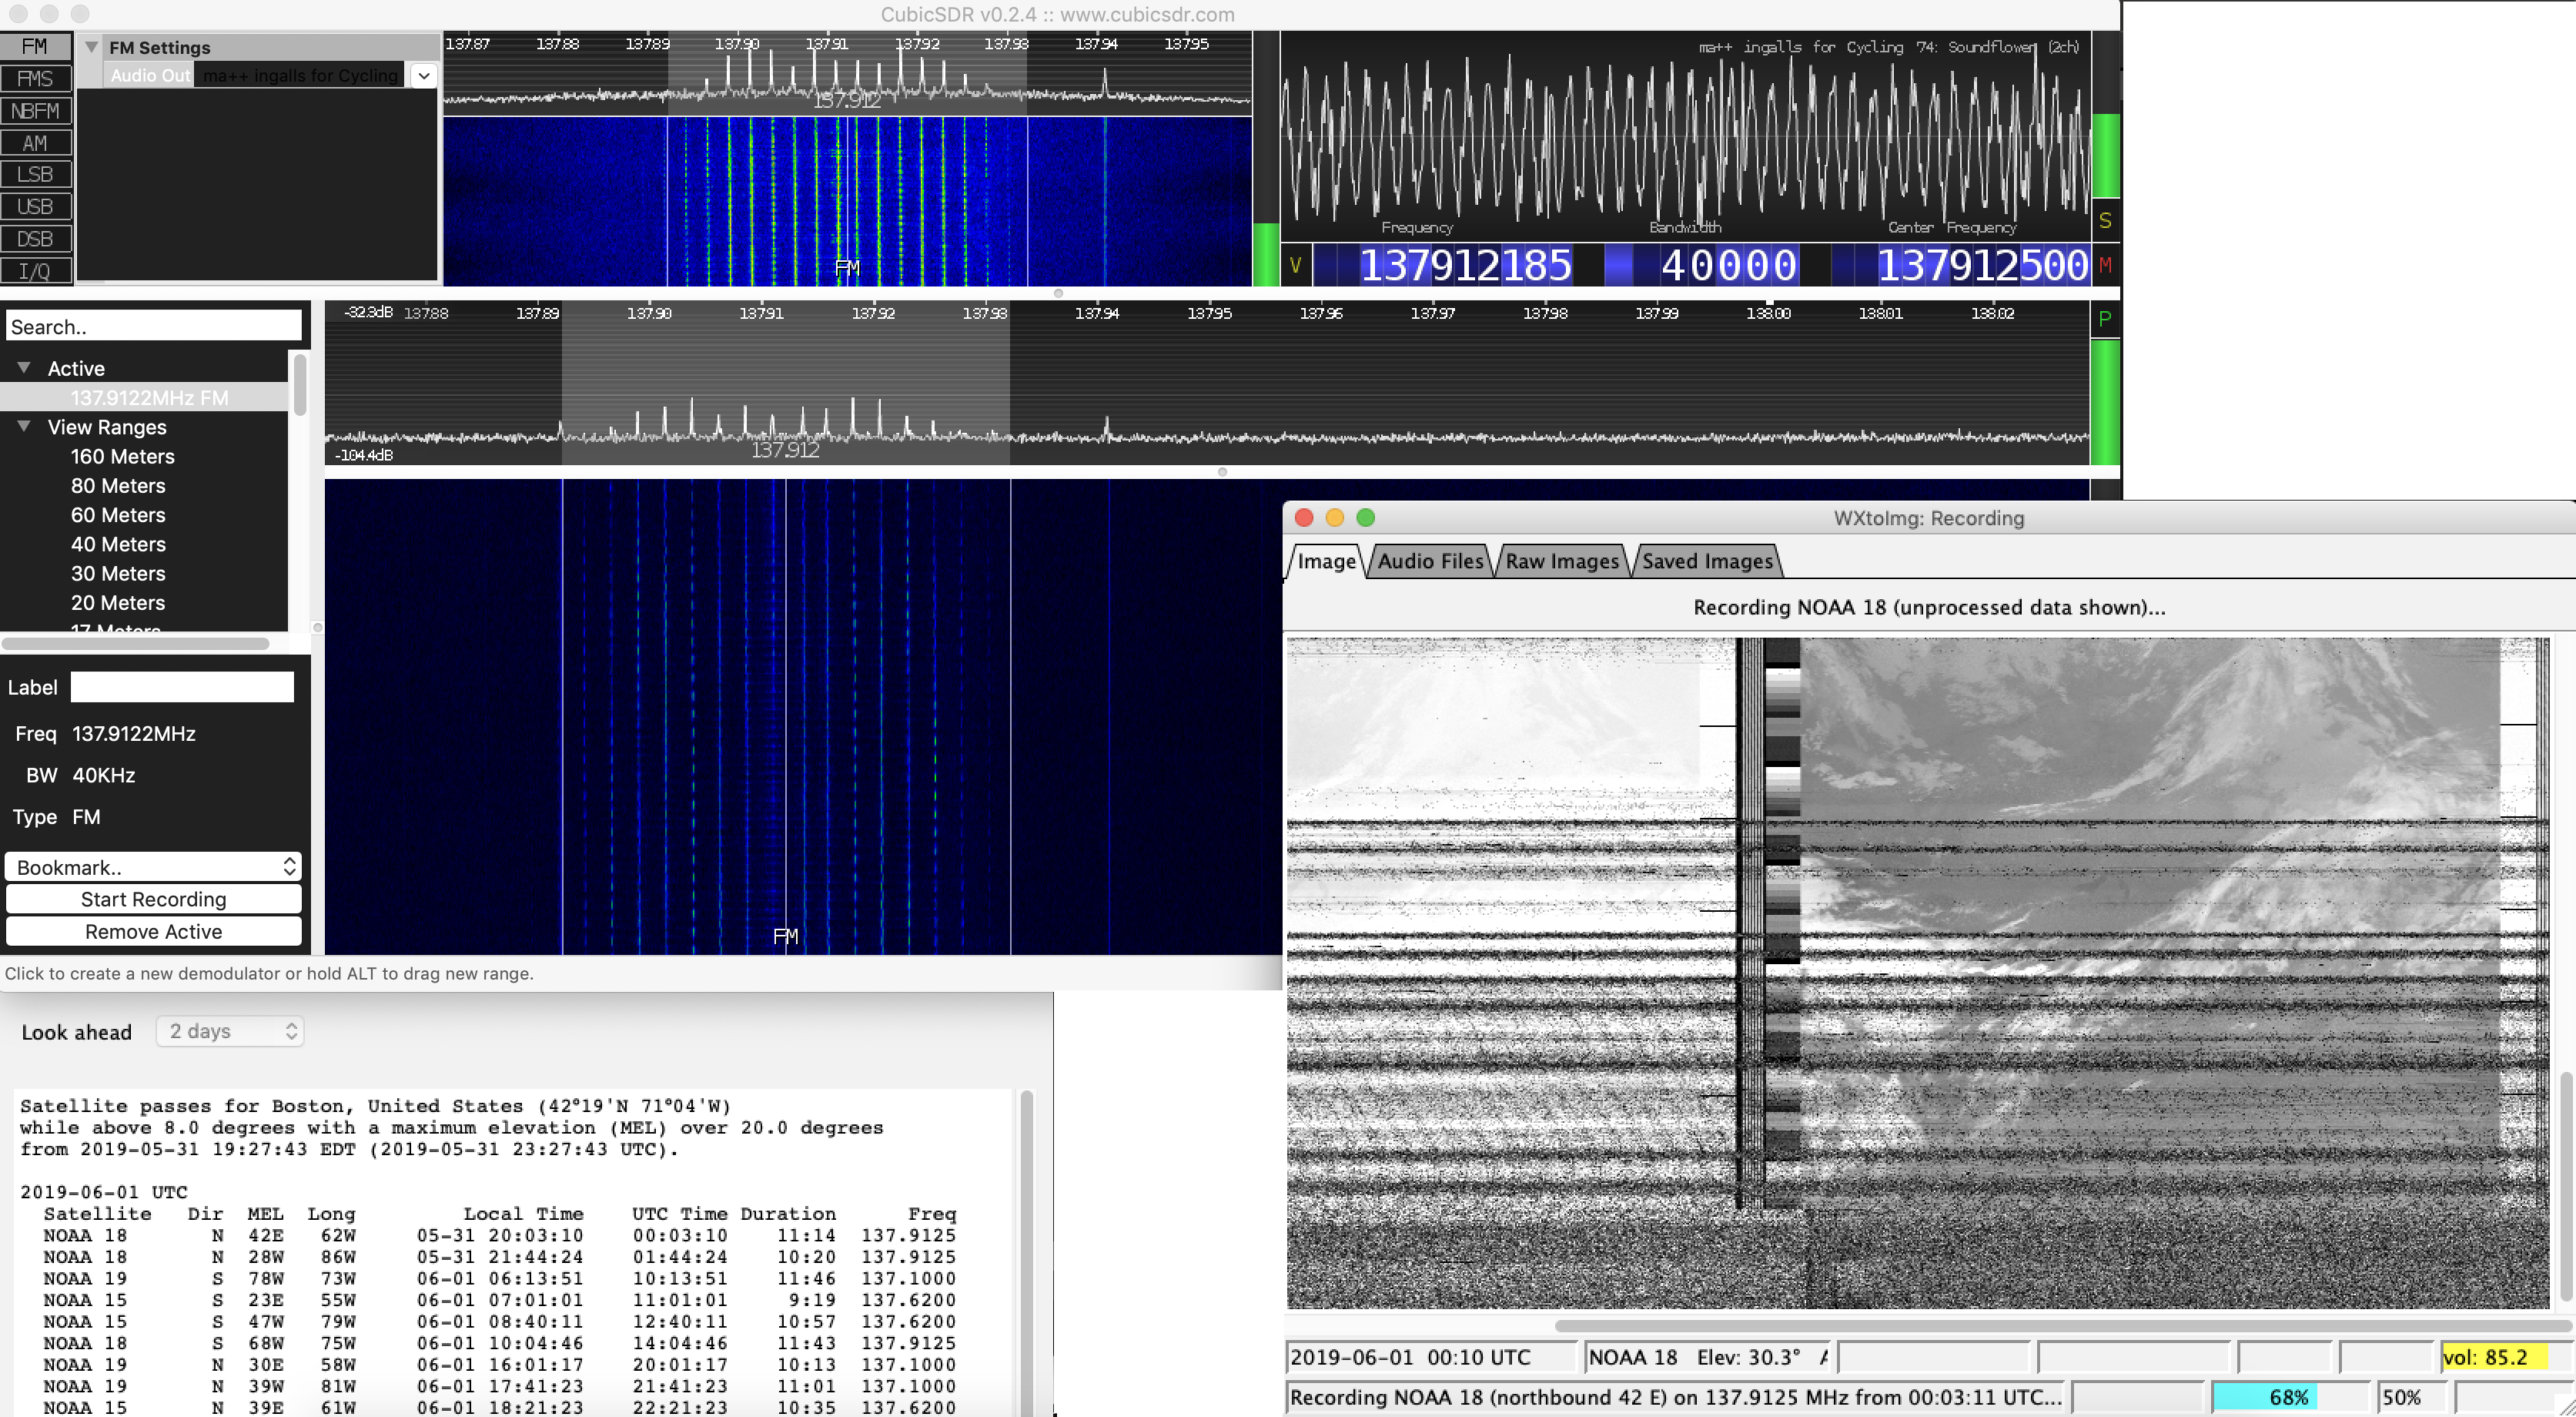 CubicSDR v0.2.4 :: www.cubicsdr.com
FM
FMS
NBFM
AM
LSB
USB
DSB
I/Q
FM Settings
Audio Out ma++ ingalls for Cycling
137.87 137.88 137.89 137.90 137.91 137.92 137.93 137.94 137.95
137.912
FM
ma++ ingalls for Cycling 74: Soundflower (2ch)
Frequency Bandwidth Center Frequency
V 137912185 40000 137912500
S
M
P
Search..
Active
137.9122MHz FM
View Ranges
160 Meters
80 Meters
60 Meters
40 Meters
30 Meters
20 Meters
17 Meters
-32.3dB 137.88 137.89 137.90 137.91 137.92 137.93 137.94 137.95 137.96 137.97 137.98 137.99 138.00 138.01 138.02
137.912
-104.4dB
FM
Label
Freq 137.9122MHz
BW 40KHz
Type FM
Bookmark..
Start Recording
Remove Active
Click to create a new demodulator or hold ALT to drag new range.
Look ahead 2 days
Satellite passes for Boston, United States (42°19'N 71°04'W)
while above 8.0 degrees with a maximum elevation (MEL) over 20.0 degrees
from 2019-05-31 19:27:43 EDT (2019-05-31 23:27:43 UTC).
2019-06-01 UTC
Satellite Dir MEL Long Local Time UTC Time Duration Freq
NOAA 18 N 42E 62W 05-31 20:03:10 00:03:10 11:14 137.9125
NOAA 18 N 28W 86W 05-31 21:44:24 01:44:24 10:20 137.9125
NOAA 19 S 78W 73W 06-01 06:13:51 10:13:51 11:46 137.1000
NOAA 15 S 23E 55W 06-01 07:01:01 11:01:01 9:19 137.6200
NOAA 15 S 47W 79W 06-01 08:40:11 12:40:11 10:57 137.6200
NOAA 18 S 68W 75W 06-01 10:04:46 14:04:46 11:43 137.9125
NOAA 19 N 30E 58W 06-01 16:01:17 20:01:17 10:13 137.1000
NOAA 19 N 39W 81W 06-01 17:41:23 21:41:23 11:01 137.1000
NOAA 15 N 39E 61W 06-01 18:21:23 22:21:23 10:35 137.6200
WXtoImg: Recording
Image Audio Files Raw Images Saved Images
Recording NOAA 18 (unprocessed data shown)...
2019-06-01 00:10 UTC NOAA 18 Elev: 30.3° vol: 85.2
Recording NOAA 18 (northbound 42 E) on 137.9125 MHz from 00:03:11 UTC... 68% 50%